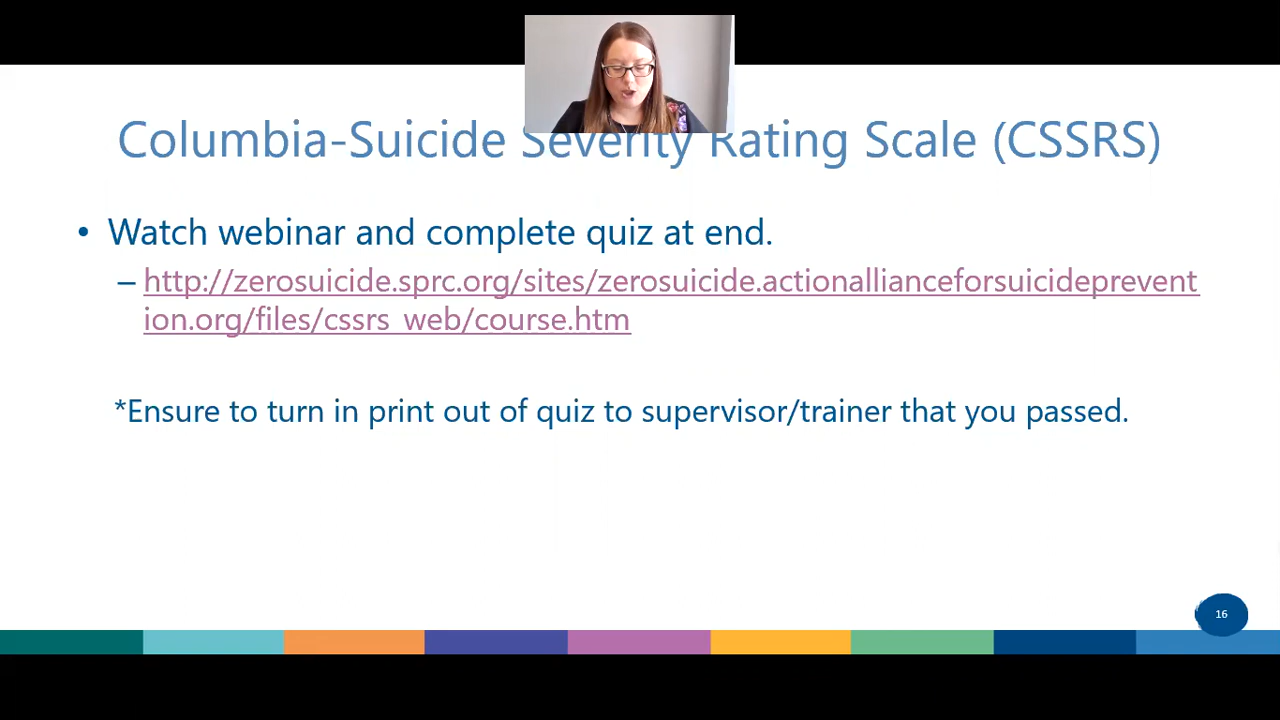 Columbia-Suicide Severity Rating Scale (CSSRS)
• Watch webinar and complete quiz at end.
– http://zerosuicide.sprc.org/sites/zerosuicide.actionallianceforsuicideprevent
ion.org/files/cssrs_web/course.htm
*Ensure to turn in print out of quiz to supervisor/trainer that you passed.
16